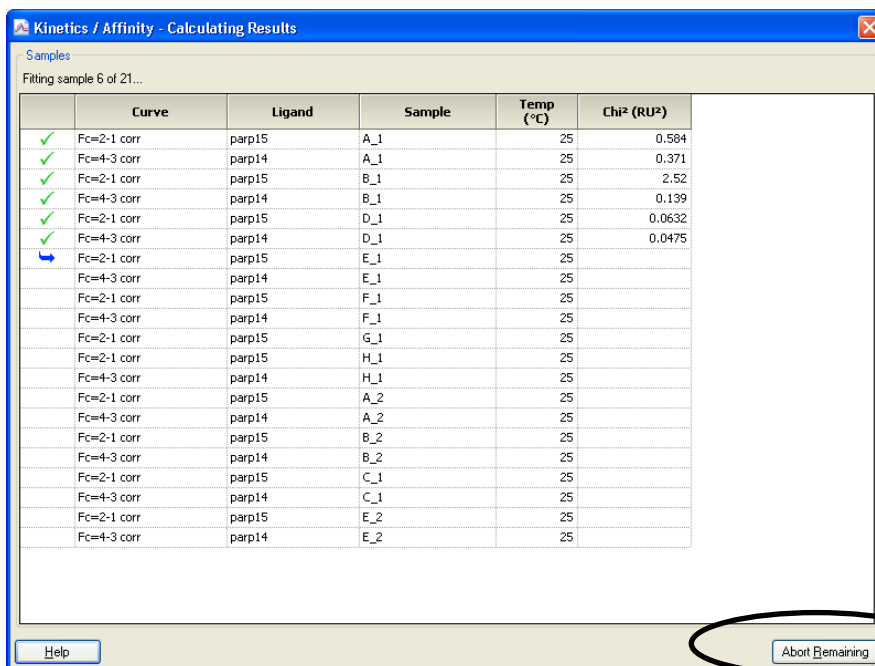 Kinetics / Affinity - Calculating Results
Samples
Fitting sample 6 of 21...
Curve Ligand Sample Temp (°C) Chi² (RU²)
Fc=2-1 corr parp15 A_1 25 0.584
Fc=4-3 corr parp14 A_1 25 0.371
Fc=2-1 corr parp15 B_1 25 2.52
Fc=4-3 corr parp14 B_1 25 0.139
Fc=2-1 corr parp15 D_1 25 0.0632
Fc=4-3 corr parp14 D_1 25 0.0475
Fc=2-1 corr parp15 E_1 25
Fc=4-3 corr parp14 E_1 25
Fc=2-1 corr parp15 F_1 25
Fc=4-3 corr parp14 F_1 25
Fc=2-1 corr parp15 G_1 25
Fc=2-1 corr parp15 H_1 25
Fc=4-3 corr parp14 H_1 25
Fc=2-1 corr parp15 A_2 25
Fc=4-3 corr parp14 A_2 25
Fc=2-1 corr parp15 B_2 25
Fc=4-3 corr parp14 B_2 25
Fc=2-1 corr parp15 C_1 25
Fc=4-3 corr parp14 C_1 25
Fc=2-1 corr parp15 E_2 25
Fc=4-3 corr parp14 E_2 25
Help Abort Remaining